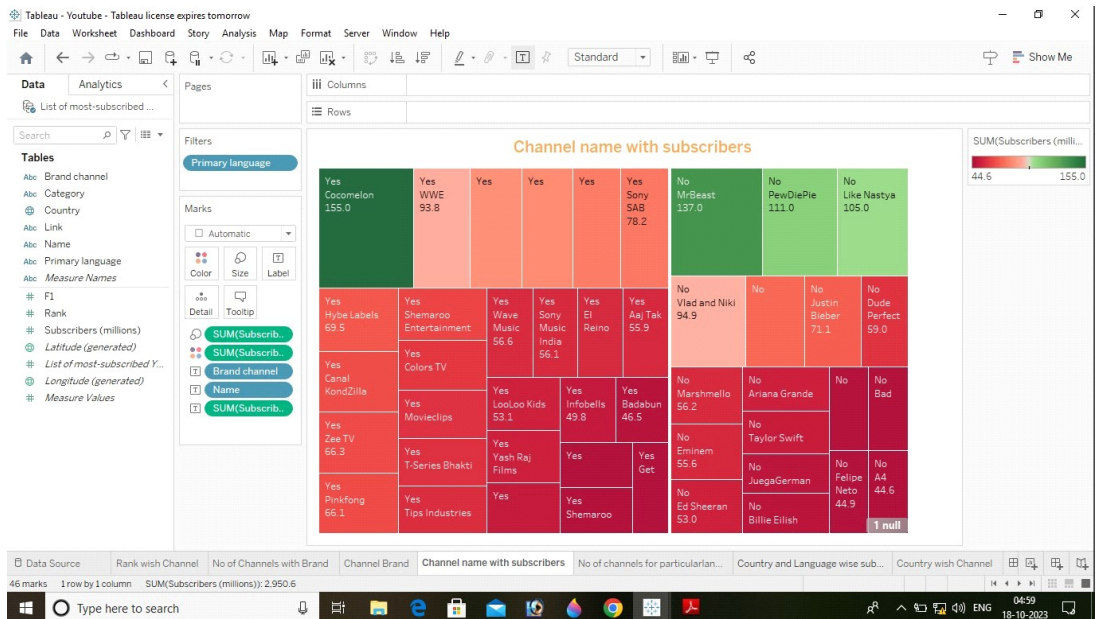 Tableau - Youtube - Tableau license expires tomorrow
File Data Worksheet Dashboard Story Analysis Map Format Server Window Help
Standard
Show Me
Data Analytics
List of most-subscribed ...
Search
Tables
Abc Brand channel
Abc Category
Country
Abc Link
Abc Name
Abc Primary language
Abc Measure Names
# F1
# Rank
# Subscribers (millions)
Latitude (generated)
# List of most-subscribed Y...
Longitude (generated)
# Measure Values
Pages
Filters
Primary language
Marks
Automatic
Color Size Label
Detail Tooltip
SUM(Subscrib..
SUM(Subscrib..
Brand channel
Name
SUM(Subscrib..
Columns
Rows
Channel name with subscribers
Yes
Cocomelon
155.0
Yes
WWE
93.8
Yes
Yes
Yes
Yes
Sony
SAB
78.2
Yes
Hybe Labels
69.5
Yes
Canal
KondZilla
Yes
Zee TV
66.3
Yes
Pinkfong
66.1
Yes
Shemaroo
Entertainment
Yes
Colors TV
Yes
Movieclips
Yes
T-Series Bhakti
Yes
Tips Industries
Yes
Wave
Music
56.6
Yes
Sony
Music
India
56.1
Yes
El
Reino
Yes
Aaj Tak
55.9
Yes
LooLoo Kids
53.1
Yes
Yash Raj
Films
Yes
Yes
Infobells
49.8
Yes
Badabun
46.5
Yes
Yes
Shemaroo
Yes
Get
No
MrBeast
137.0
No
PewDiePie
111.0
No
Like Nastya
105.0
No
Vlad and Niki
94.9
No
No
Justin
Bieber
71.1
No
Dude
Perfect
59.0
No
Marshmello
56.2
No
Eminem
55.6
No
Ed Sheeran
53.0
No
Ariana Grande
No
Taylor Swift
No
JuegaGerman
No
Billie Eilish
No
No
Bad
No
Felipe
Neto
44.9
No
A4
44.6
1 null
SUM(Subscribers (milli...
44.6 155.0
Data Source Rank wish Channel No of Channels with Brand Channel Brand Channel name with subscribers No of channels for particularlan... Country and Language wise sub... Country wish Channel
46 marks 1 row by 1 column SUM(Subscribers (millions)): 2,950.6
Type here to search
ENG
04:59
18-10-2023